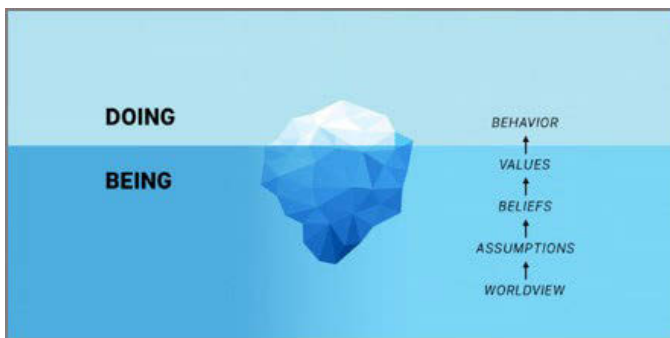 DOING
BEING
BEHAVIOR
VALUES
BELIEFS
ASSUMPTIONS
WORLDVIEW